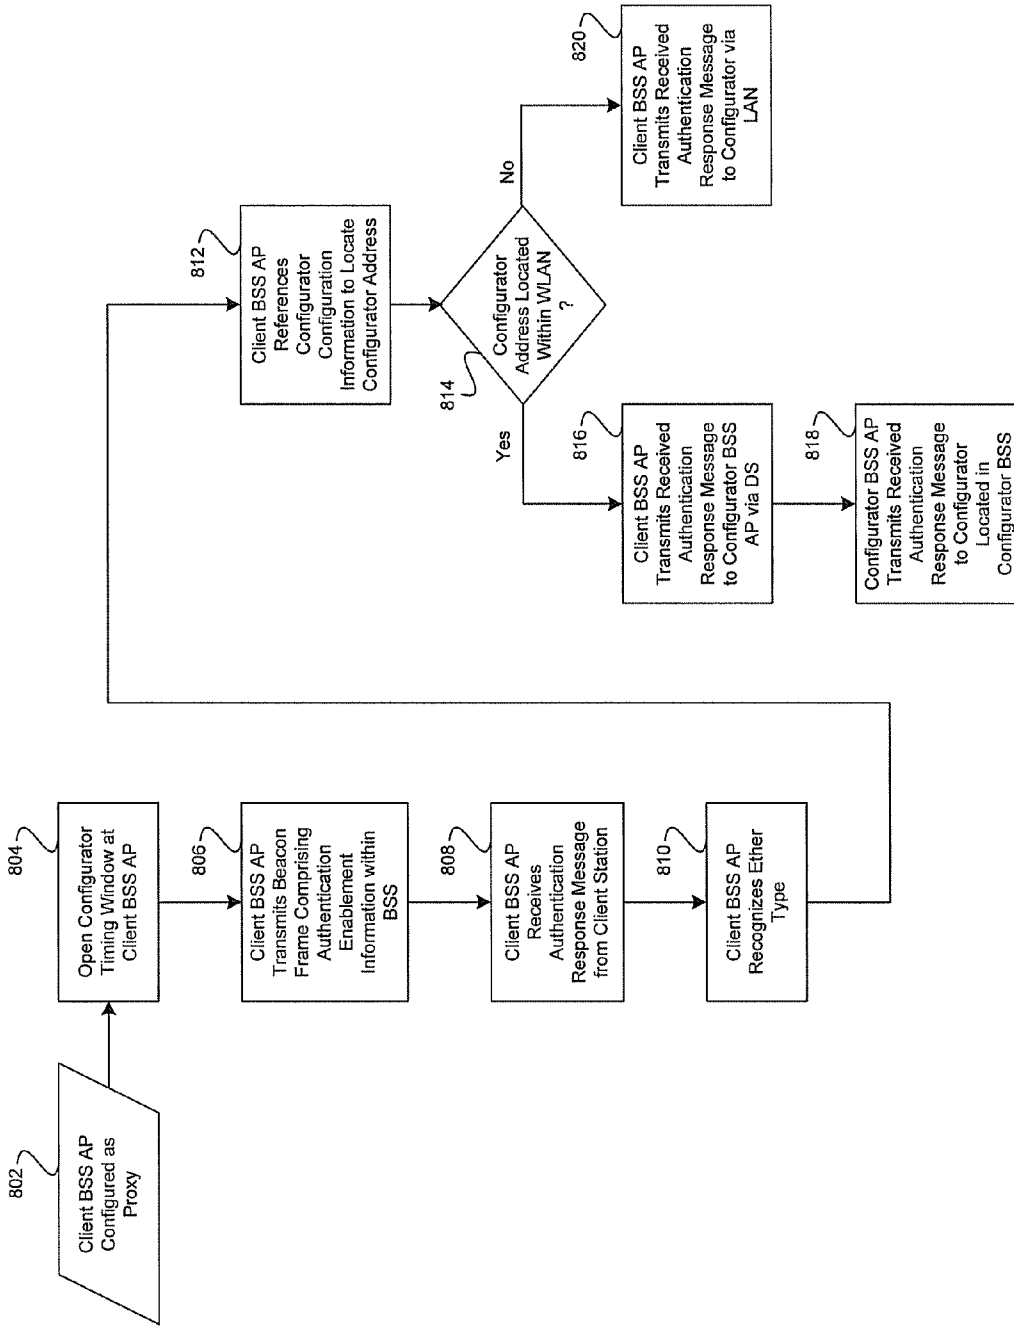 802
Client BSS AP
Configured as
Proxy
804
Open Configurator
Timing Window at
Client BSS AP
806
Client BSS AP
Transmits Beacon
Frame Comprising
Authentication
Enablement
Information within
BSS
808
Client BSS AP
Receives
Authentication
Response Message
from Client Station
810
Client BSS AP
Recognizes Ether
Type
812
Client BSS AP
References
Configurator
Configuration
Information to Locate
Configurator Address
814
Configurator
Address Located
Within WLAN
?
Yes
No
816
Client BSS AP
Transmits Received
Authentication
Response Message
to Configurator BSS
AP via DS
818
Configurator BSS AP
Transmits Received
Authentication
Response Message
to Configurator
Located in
Configurator BSS
820
Client BSS AP
Transmits Received
Authentication
Response Message
to Configurator via
LAN